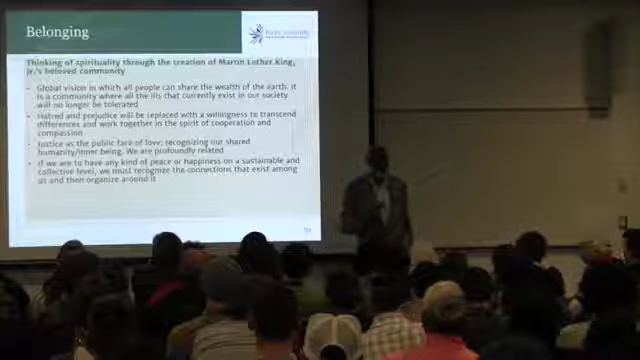 Belonging
haas institute
Thinking of spirituality through the creation of Martin Luther King,
Jr.'s beloved community
- Global vision in which all people can share the wealth of the earth. It
is a community where all the ills that currently exist in our society
will no longer be tolerated
- Hatred and prejudice will be replaced with a willingness to transcend
differences and work together in the spirit of cooperation and
compassion
- Justice as the public face of love; recognizing our shared
humanity/inner being. We are profoundly related
- If we are to have any kind of peace or happiness on a sustainable and
collective level, we must recognize the connections that exist among
us and then organize around it